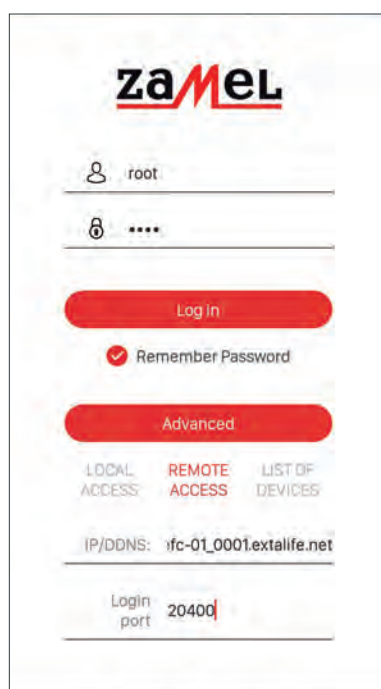 zaMeL
root
••••
Log in
Remember Password
Advanced
LOCAL ACCESS
REMOTE ACCESS
LIST OF DEVICES
IP/DDNS: fc-01_0001.extalife.net
Login port 20400